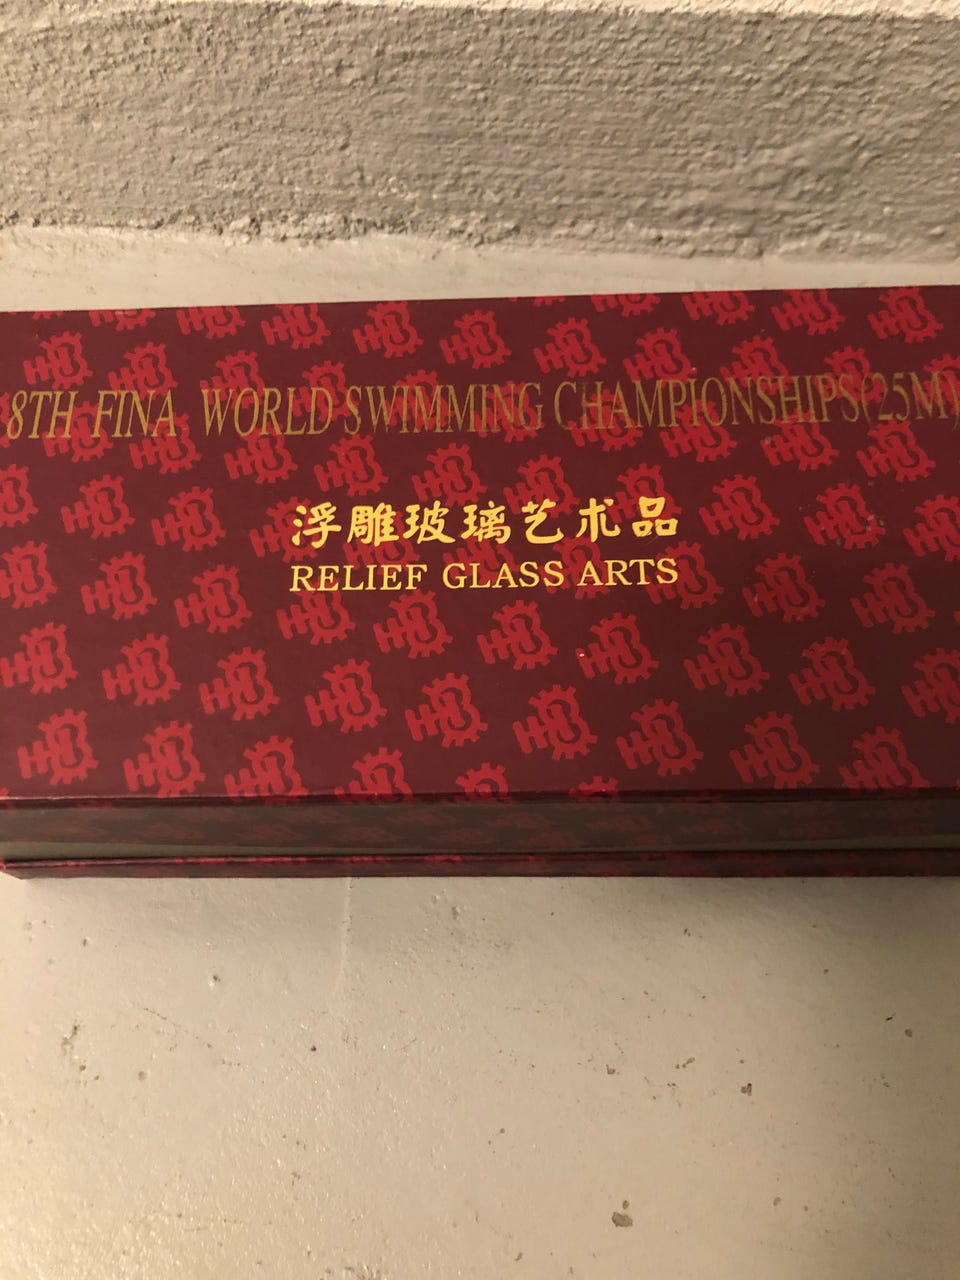 8TH FINA WORLD SWIMMING CHAMPIONSHIPS(25M)
浮雕玻璃艺术品
RELIEF GLASS ARTS